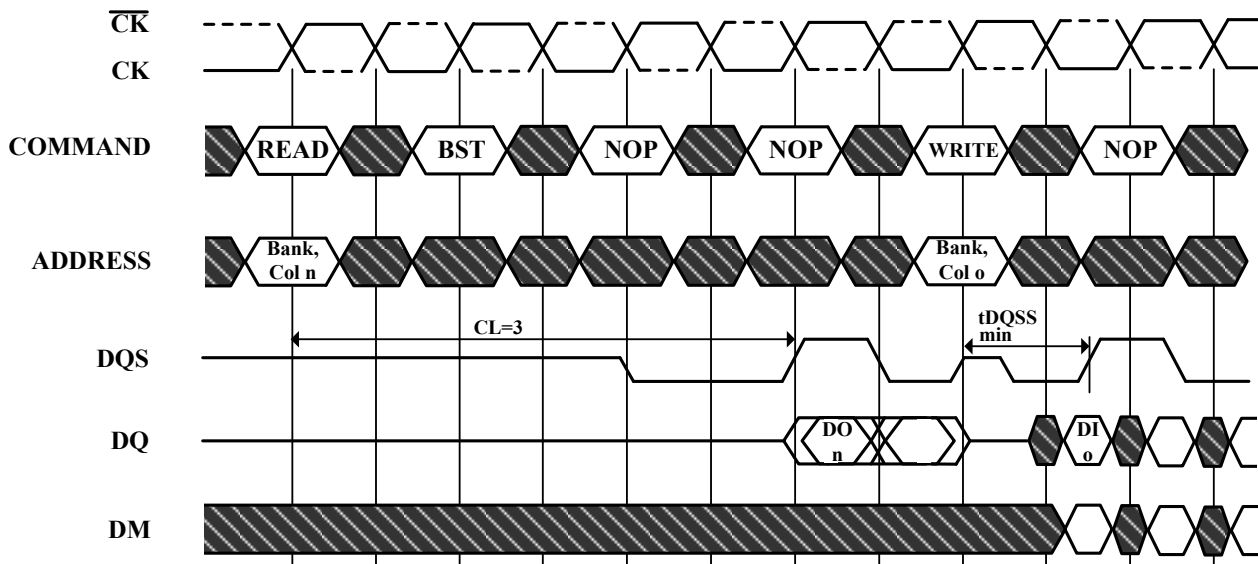 CK
CK
COMMAND
READ
BST
NOP
NOP
WRITE
NOP
ADDRESS
Bank,
Col n
Bank,
Col o
DQS
CL=3
tDQSS
min
DQ
DO
n
DI
o
DM